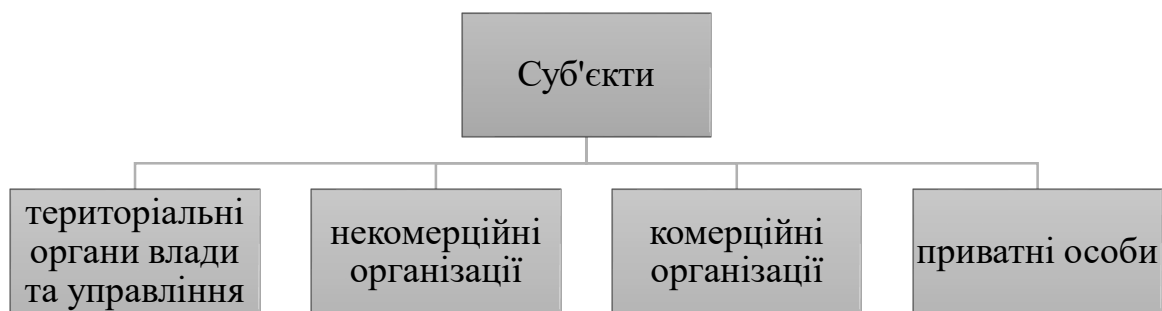 Суб'єкти
територіальні
органи влади
та управління
некомерційні
організації
комерційні
організації
приватні особи